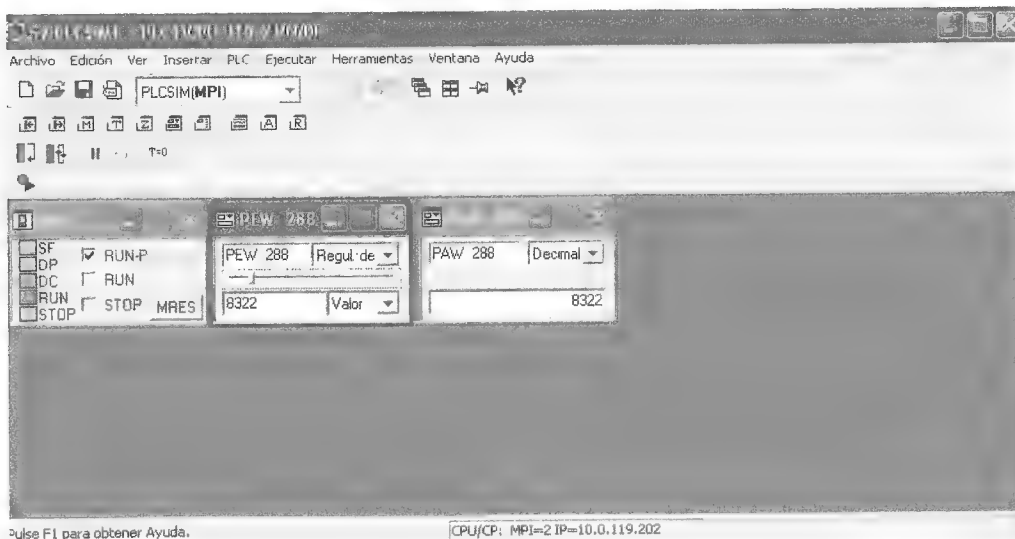 Archivo Edición Ver Insertar PLC Ejecutar Herramientas Ventana Ayuda
PLCSIM(MPI)
T=0
PEW 288
SF
DP
DC
RUN
STOP
RUN-P
RUN
STOP MRES
PEW 288 Regul de
8322 Valor
PAW 288 Decimal
8322
Pulse F1 para obtener Ayuda.
CPU/CP: MPI=2 IP=10.0.119.202